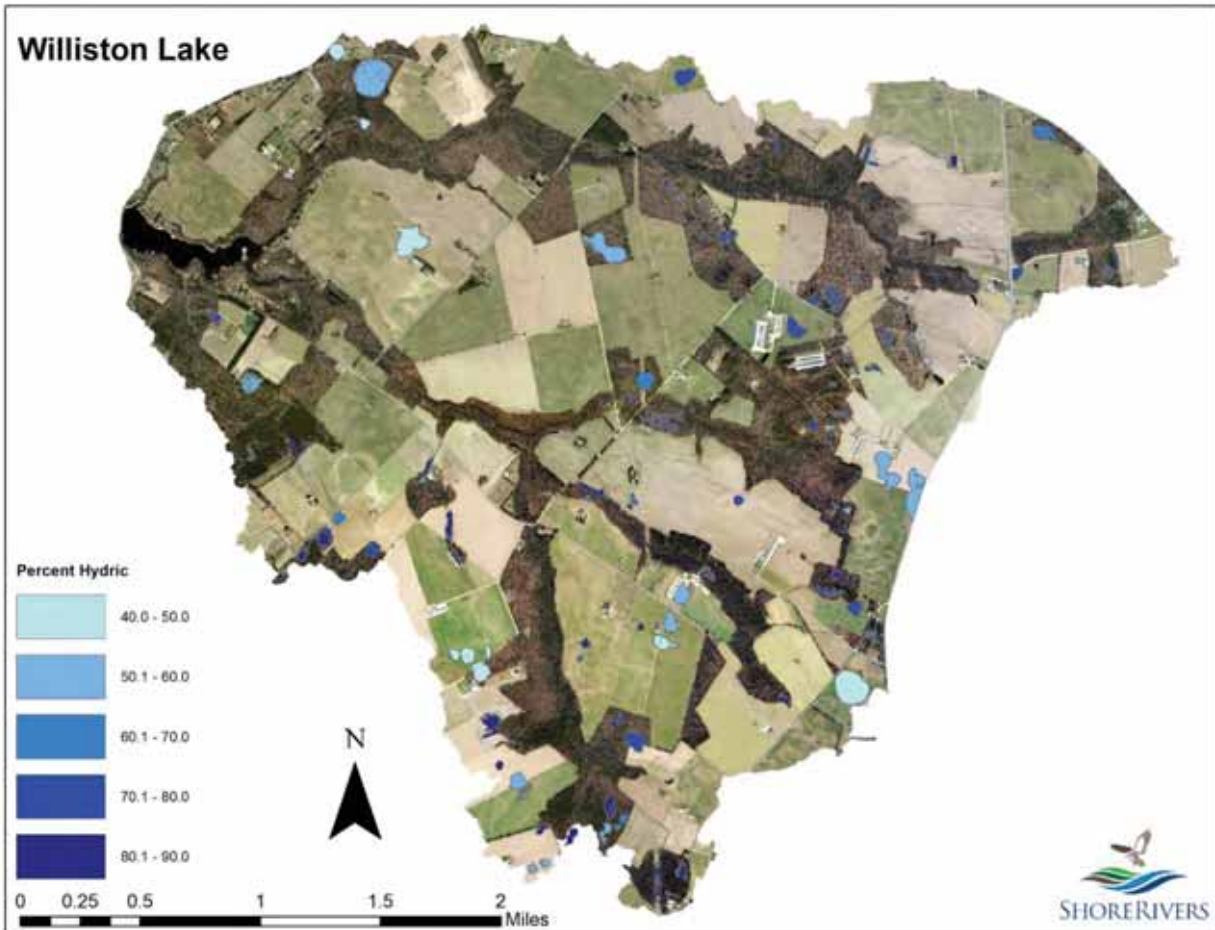 Williston Lake
Percent Hydric
40.0 - 50.0
50.1 - 60.0
60.1 - 70.0
70.1 - 80.0
80.1 - 90.0
N
0 0.25 0.5 1 1.5 2
Miles
SHORERIVERS